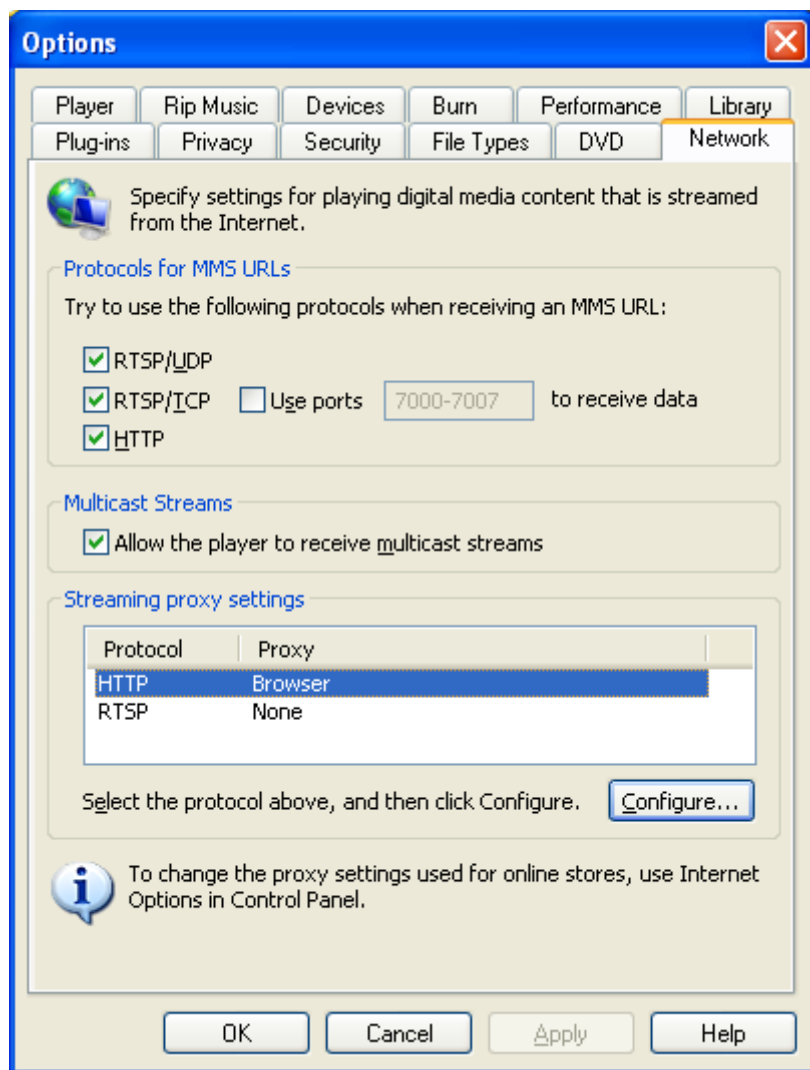 Options
Player Rip Music Devices Burn Performance Library
Plug-ins Privacy Security File Types DVD Network
Specify settings for playing digital media content that is streamed
from the Internet.
Protocols for MMS URLs
Try to use the following protocols when receiving an MMS URL:
RTSP/UDP
RTSP/TCP Use ports 7000-7007 to receive data
HTTP
Multicast Streams
Allow the player to receive multicast streams
Streaming proxy settings
Protocol Proxy
HTTP Browser
RTSP None
Select the protocol above, and then click Configure. Configure...
To change the proxy settings used for online stores, use Internet
Options in Control Panel.
OK Cancel Apply Help